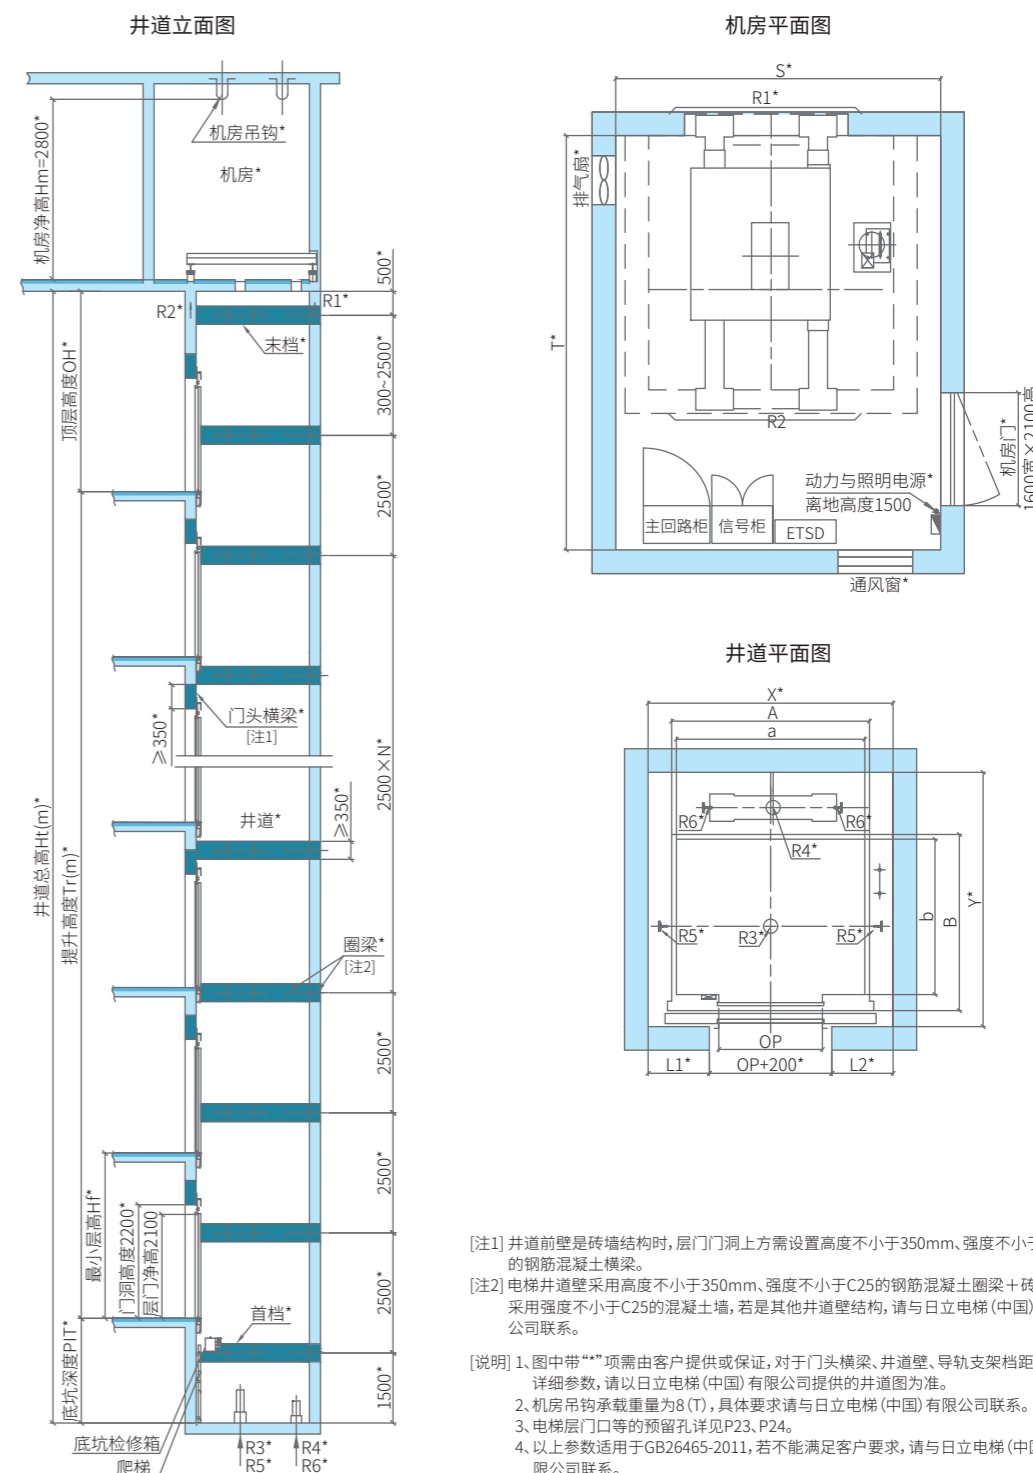 井道立面图
机房净高Hm=2800*
机房吊钩*
机房*
500*
R2*
R1*
末档*
300~2500*
顶层高度OH*
2500*
门头横梁*
[注1]
≥350*
2500×N*
井道*
≥350*
井道总高Ht(m)*
提升高度Tr(m)*
圈梁*
[注2]
2500*
2500*
最小层高Hf*
门洞高度2200*
层门净高2100
2500*
首档*
底坑深度PIT*
1500*
底坑检修箱
爬梯
R3*
R5*
R4*
R6*
机房平面图
S*
R1*
排气扇*
T*
R2
机房门*
1600宽×2100高
动力与照明电源*
离地高度1500
主回路柜
信号柜
ETSD
通风窗*
井道平面图
X*
A
a
R6*
R6*
R4*
b
B
Y*
R5*
R3*
R5*
OP
L1*
OP+200*
L2*
[注1] 井道前壁是砖墙结构时,层门门洞上方需设置高度不小于350mm、强度不小于
的钢筋混凝土横梁。
[注2] 电梯井道壁采用高度不小于350mm、强度不小于C25的钢筋混凝土圈梁＋砖
采用强度不小于C25的混凝土墙,若是其他井道壁结构,请与日立电梯(中国)
公司联系。
[说明] 1、图中带“*”项需由客户提供或保证,对于门头横梁、井道壁、导轨支架档距
详细参数,请以日立电梯(中国)有限公司提供的井道图为准。
2、机房吊钩承载重量为8(T),具体要求请与日立电梯(中国)有限公司联系。
3、电梯层门口等的预留孔详见P23、P24。
4、以上参数适用于GB26465-2011,若不能满足客户要求,请与日立电梯(中国
限公司联系。